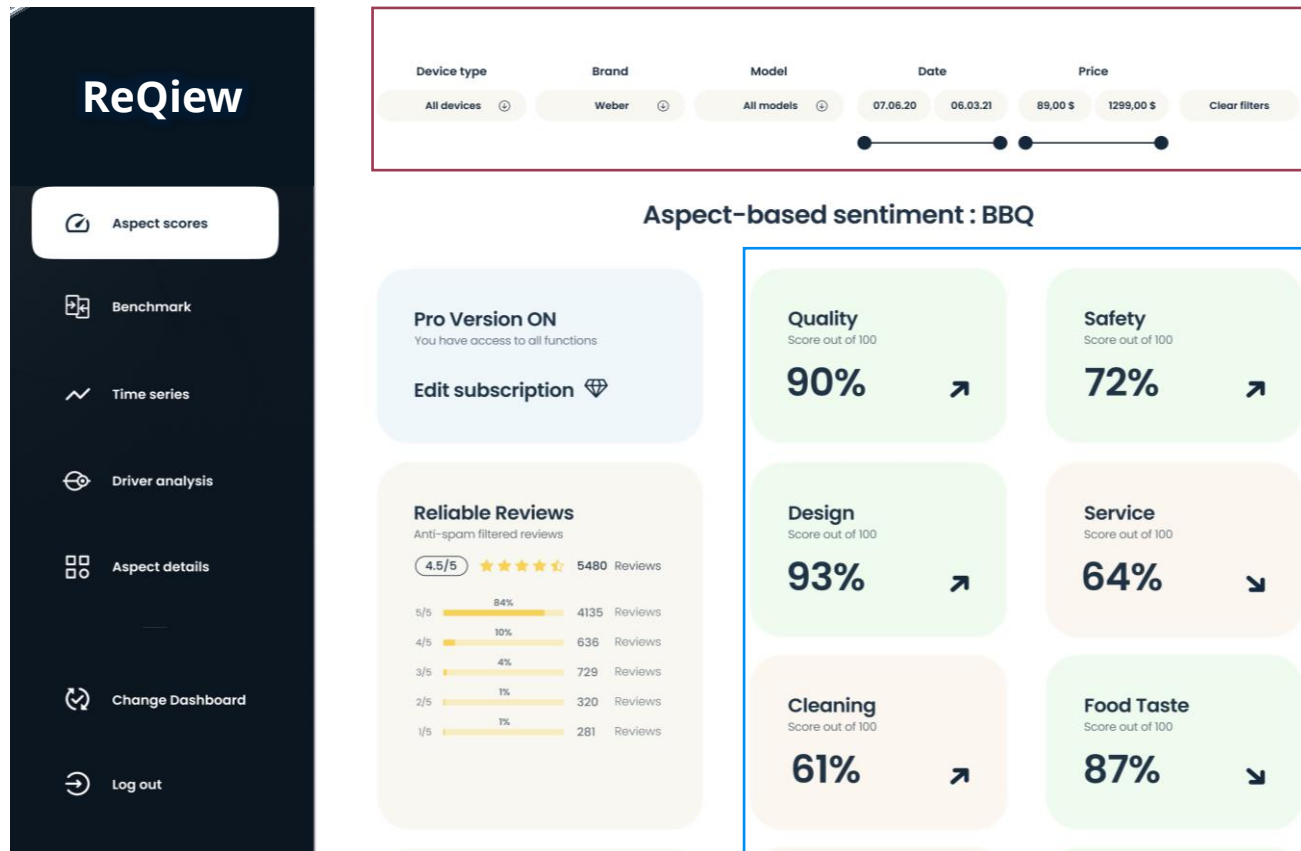 ReQiew
Aspect scores
Benchmark
Time series
Driver analysis
Aspect details
Change Dashboard
Log out
Device type Brand Model Date Price
All devices Weber All models 07.06.20 06.03.21 89,00 $ 1299,00 $ Clear filters
Aspect-based sentiment : BBQ
Pro Version ON
You have access to all functions
Edit subscription
Reliable Reviews
Anti-spam filtered reviews
4.5/5 5480 Reviews
84%
5/5 4135 Reviews
10%
4/5 636 Reviews
4%
3/5 729 Reviews
1%
2/5 320 Reviews
1%
1/5 281 Reviews
Quality
Score out of 100
90%
Safety
Score out of 100
72%
Design
Score out of 100
93%
Service
Score out of 100
64%
Cleaning
Score out of 100
61%
Food Taste
Score out of 100
87%